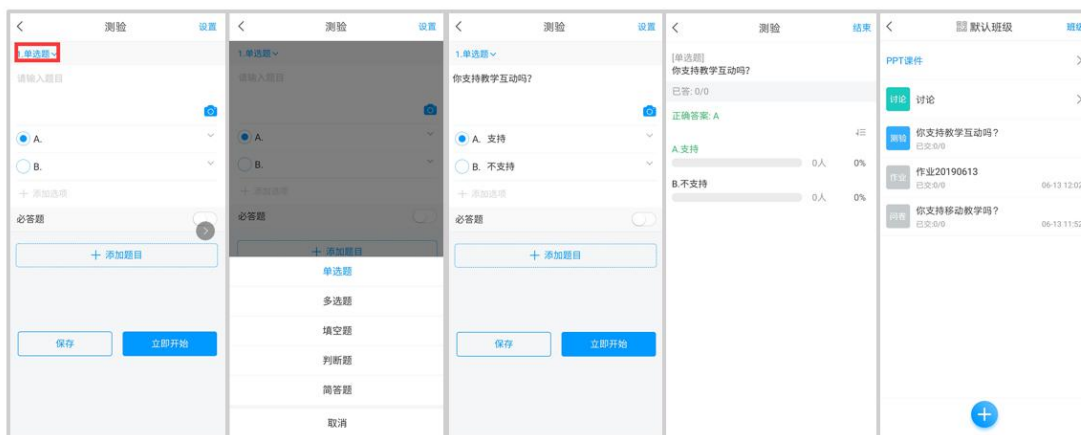 测验
设置
1.单选题
请输入题目
A.
B.
添加选项
必答题
添加题目
保存
立即开始
测验
设置
1.单选题
请输入题目
A.
B.
添加选项
必答题
添加题目
单选题
多选题
填空题
判断题
简答题
取消
测验
设置
1.单选题
你支持教学互动吗?
A. 支持
B. 不支持
添加选项
必答题
添加题目
保存
立即开始
测验
结束
[单选题]
你支持教学互动吗?
已答: 0/0
正确答案: A
A.支持
0人 0%
B.不支持
0人 0%
默认班级
班级
PPT课件
讨论 讨论
测验 你支持教学互动吗?
已交:0/0
作业 作业20190613
已交:0/0 06-13 12:02
问卷 你支持移动教学吗?
已交:0/0 06-13 11:52